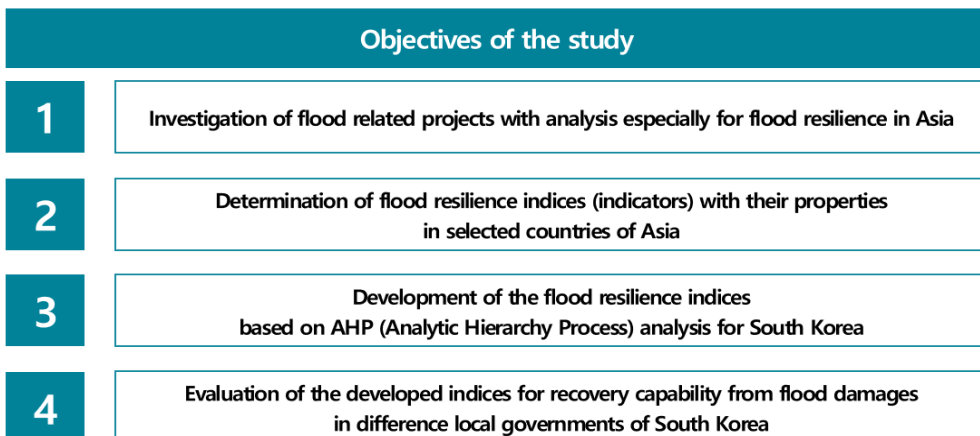 Objectives of the study
1
Investigation of flood related projects with analysis especially for flood resilience in Asia
2
Determination of flood resilience indices (indicators) with their properties
in selected countries of Asia
3
Development of the flood resilience indices
based on AHP (Analytic Hierarchy Process) analysis for South Korea
4
Evaluation of the developed indices for recovery capability from flood damages
in difference local governments of South Korea